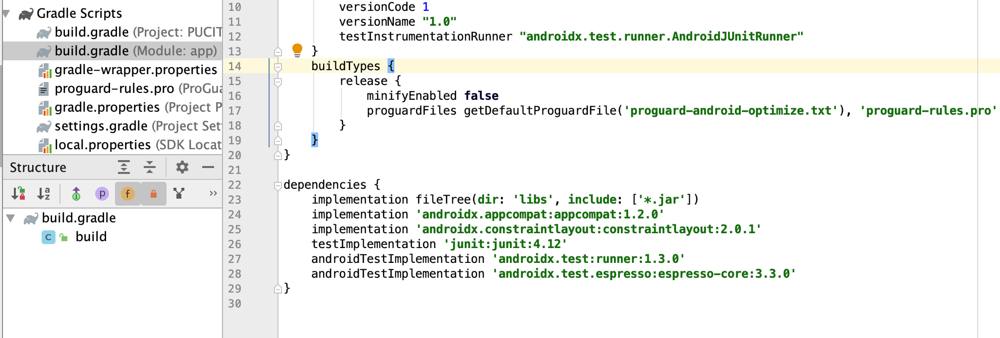 Gradle Scripts
build.gradle (Project: PUCIT
build.gradle (Module: app)
gradle-wrapper.properties
proguard-rules.pro (ProGua
gradle.properties (Project P
settings.gradle (Project Set
local.properties (SDK Locat
Structure
a
z
I
p
f
>>
build.gradle
C build
10 versionCode 1
11 versionName "1.0"
12 testInstrumentationRunner "androidx.test.runner.AndroidJUnitRunner"
13 }
14 buildTypes {
15 release {
16 minifyEnabled false
17 proguardFiles getDefaultProguardFile('proguard-android-optimize.txt'), 'proguard-rules.pro'
18 }
19 }
20 }
21
22 dependencies {
23 implementation fileTree(dir: 'libs', include: ['*.jar'])
24 implementation 'androidx.appcompat:appcompat:1.2.0'
25 implementation 'androidx.constraintlayout:constraintlayout:2.0.1'
26 testImplementation 'junit:junit:4.12'
27 androidTestImplementation 'androidx.test:runner:1.3.0'
28 androidTestImplementation 'androidx.test.espresso:espresso-core:3.3.0'
29 }
30